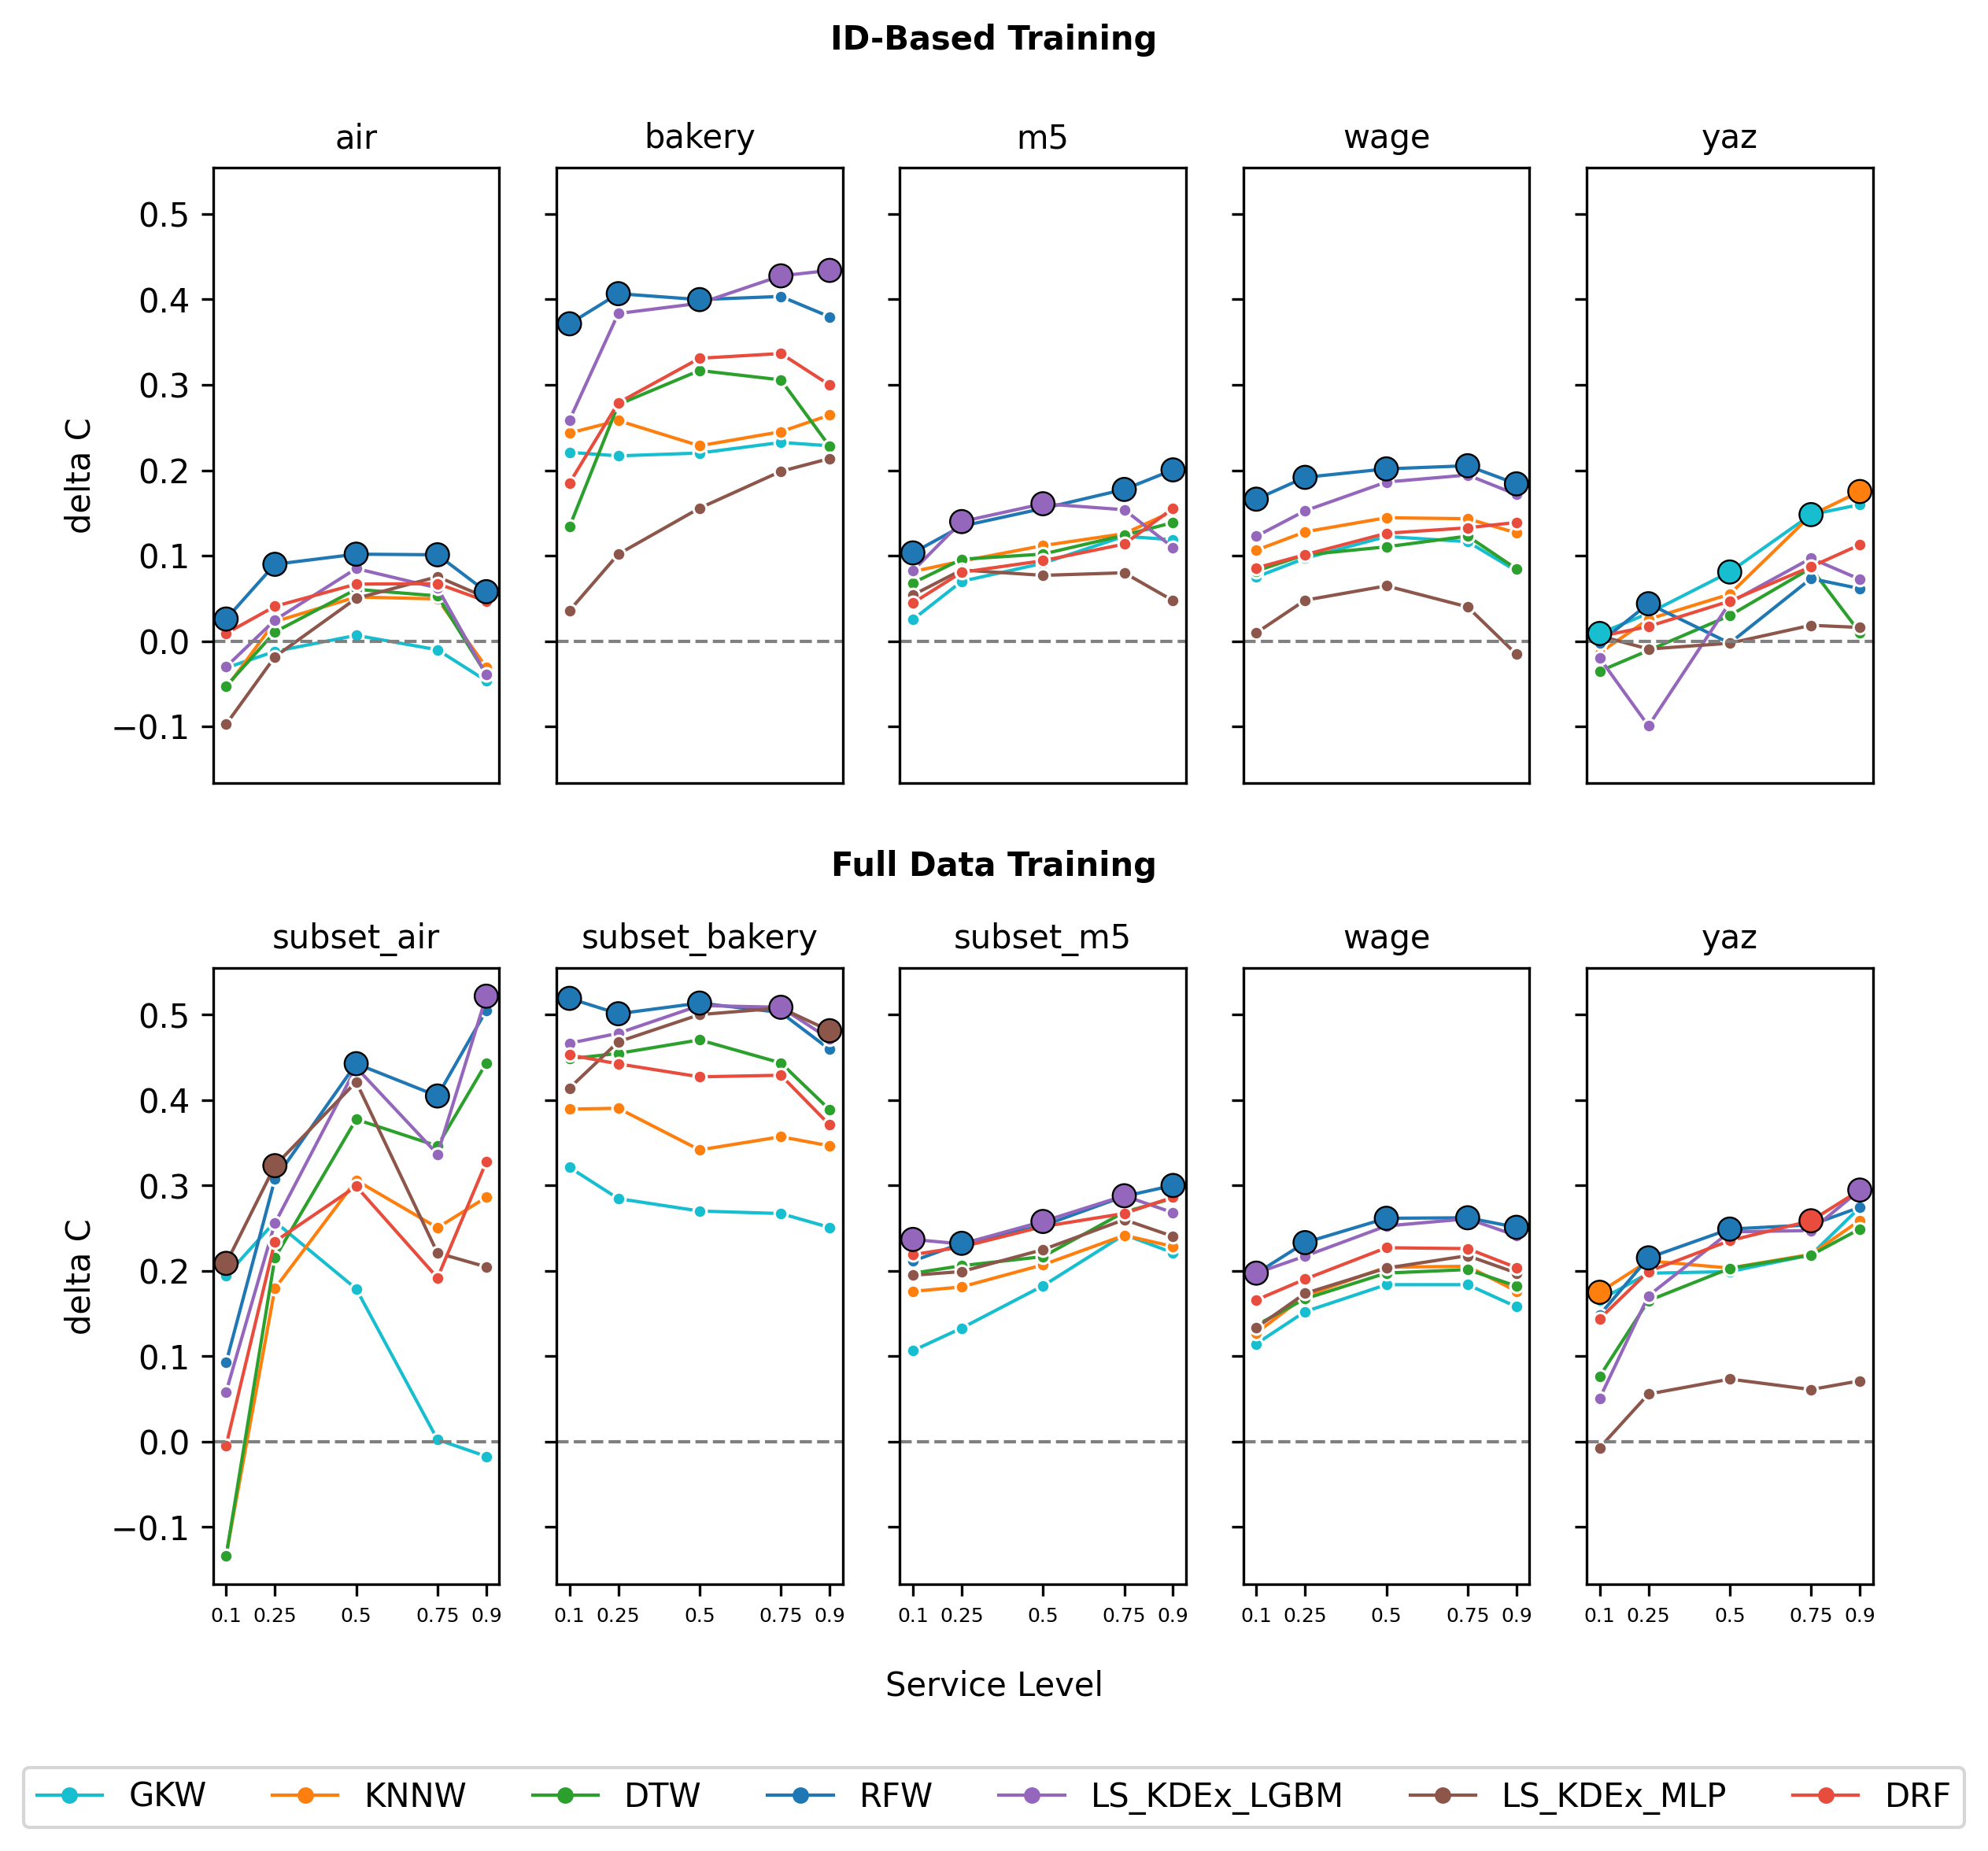 ID-Based Training
air bakery m5 wage yaz
0.5
0.4
0.3
0.2
0.1
0.0
−0.1
delta C
Full Data Training
subset_air subset_bakery subset_m5 wage yaz
0.5
0.4
0.3
0.2
0.1
0.0
−0.1
delta C
0.1 0.25 0.5 0.75 0.9 0.1 0.25 0.5 0.75 0.9 0.1 0.25 0.5 0.75 0.9 0.1 0.25 0.5 0.75 0.9 0.1 0.25 0.5 0.75 0.9
Service Level
GKW KNNW DTW RFW LS_KDEx_LGBM LS_KDEx_MLP DRF